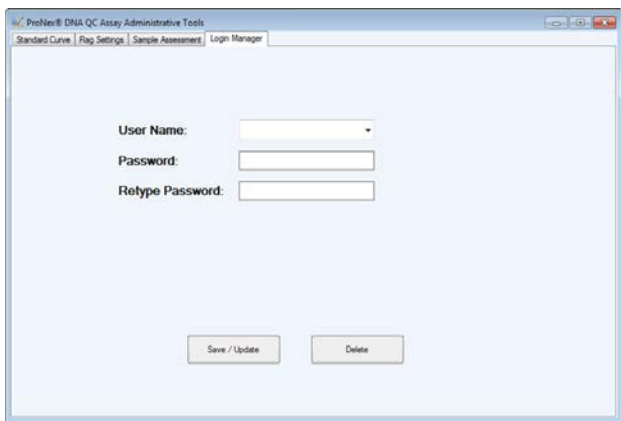 ProNex® DNA QC Assay Administrative Tools
Standard Curve Flag Settings Sample Assessment Login Manager
User Name:
Password:
Retype Password:
Save / Update Delete